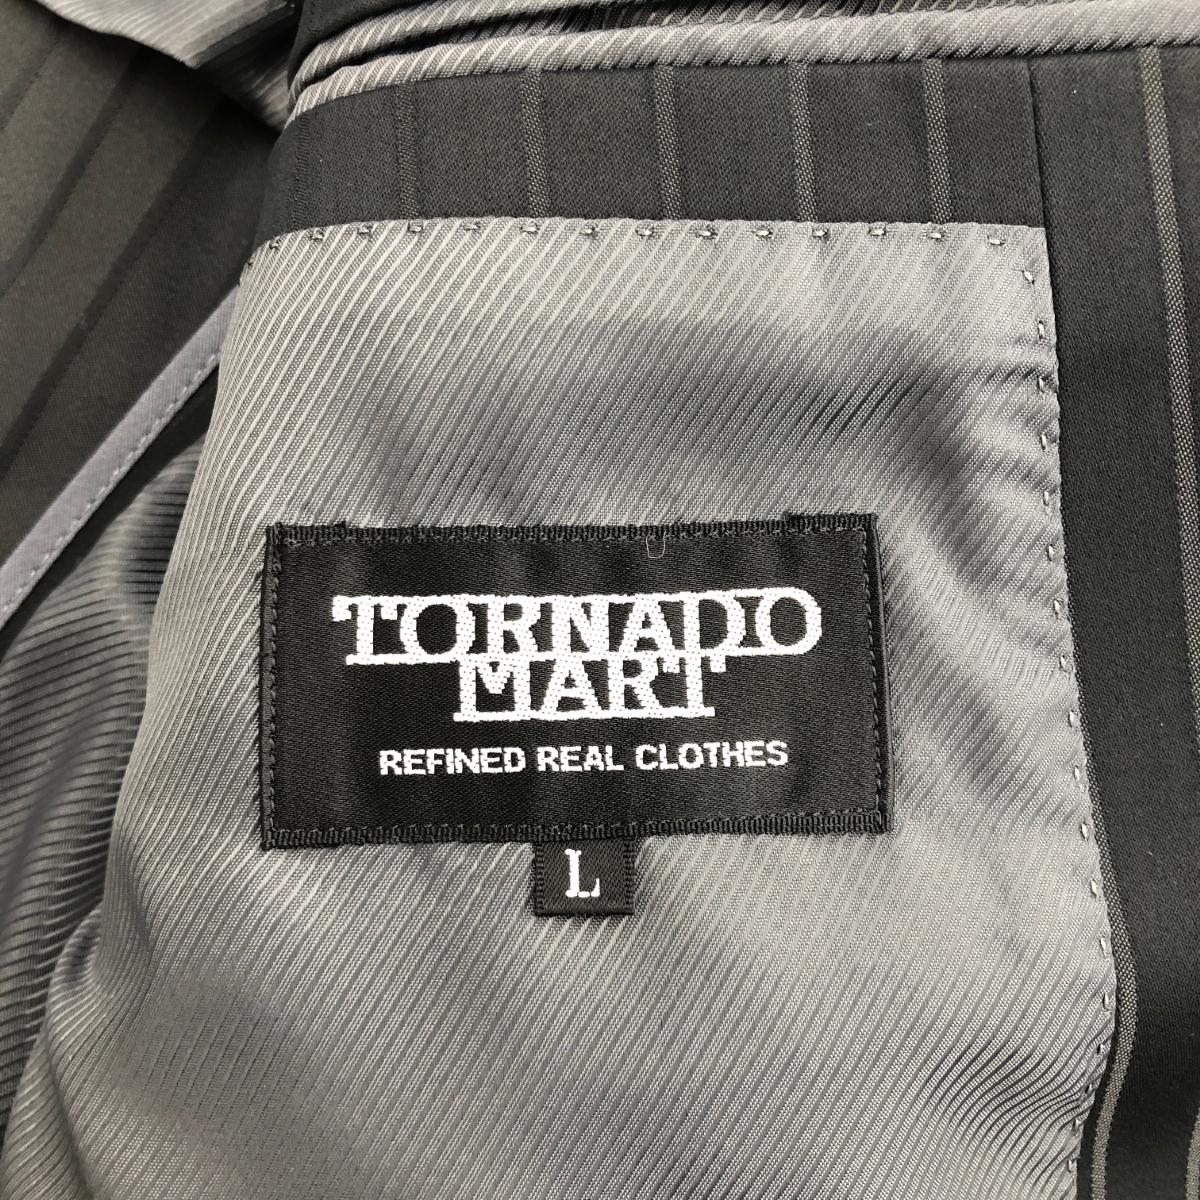 TORNADO
MART
REFINED REAL CLOTHES
L